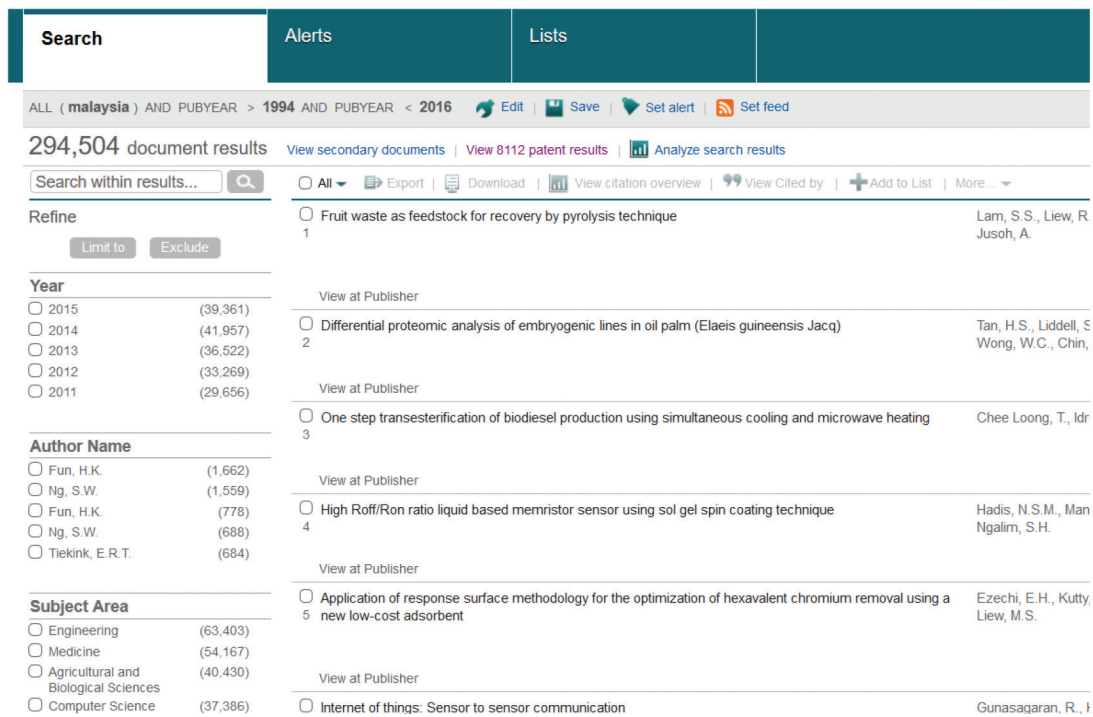 Search
Alerts
Lists
ALL ( malaysia ) AND PUBYEAR > 1994 AND PUBYEAR < 2016 Edit | Save | Set alert | Set feed
294,504 document results View secondary documents | View 8112 patent results | Analyze search results
Search within results...
All Export | Download | View citation overview | View Cited by | Add to List | More...
Refine
Limit to Exclude
Year
2015 (39,361)
2014 (41,957)
2013 (36,522)
2012 (33,269)
2011 (29,656)
Author Name
Fun, H.K. (1,662)
Ng, S.W. (1,559)
Fun, H.K. (778)
Ng, S.W. (688)
Tiekink, E.R.T. (684)
Subject Area
Engineering (63,403)
Medicine (54,167)
Agricultural and (40,430)
Biological Sciences
Computer Science (37,386)
Fruit waste as feedstock for recovery by pyrolysis technique Lam, S.S., Liew, R.
1 Jusoh, A.
View at Publisher
Differential proteomic analysis of embryogenic lines in oil palm (Elaeis guineensis Jacq) Tan, H.S., Liddell,
2 Wong, W.C., Chin,
View at Publisher
One step transesterification of biodiesel production using simultaneous cooling and microwave heating Chee Loong, T.,
3
View at Publisher
High Roff/Ron ratio liquid based memristor sensor using sol gel spin coating technique Hadis, N.S.M.,
4 Ngalim, S.H.
View at Publisher
Application of response surface methodology for the optimization of hexavalent chromium removal using a Ezechi, E.H., Kutty,
5 new low-cost adsorbent Liew, M.S.
View at Publisher
Internet of things: Sensor to sensor communication Gunasagaran, R.,